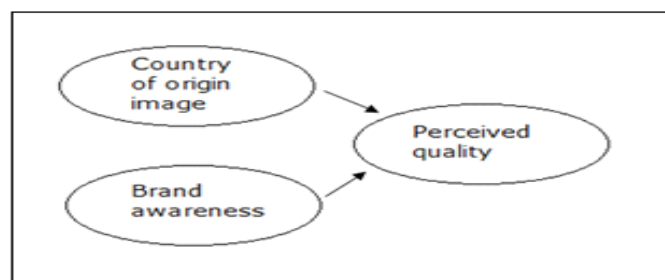 Country
of origin
image
Perceived
quality
Brand
awareness